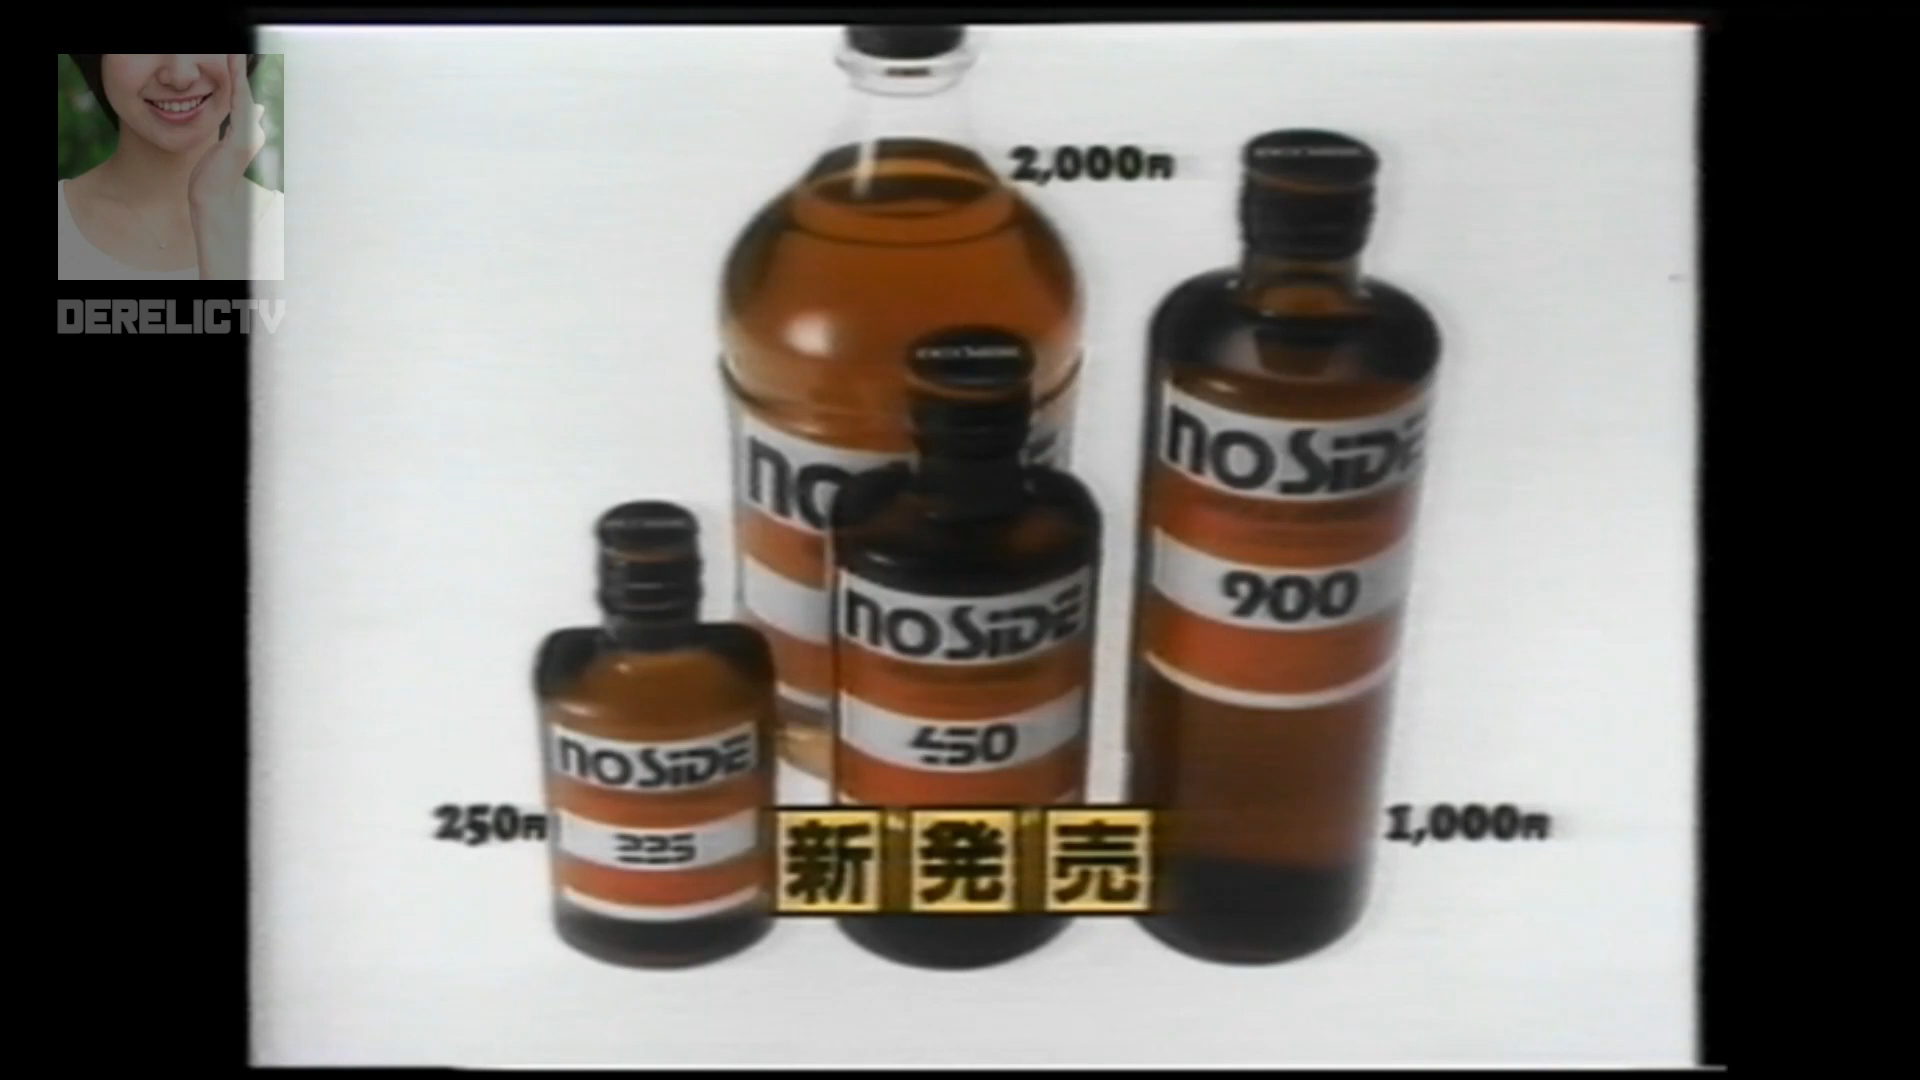 DERELICTV
2,000円
NOSIDE
900
NOSIDE
450
NOSIDE
225
250円
1,000円
新発売